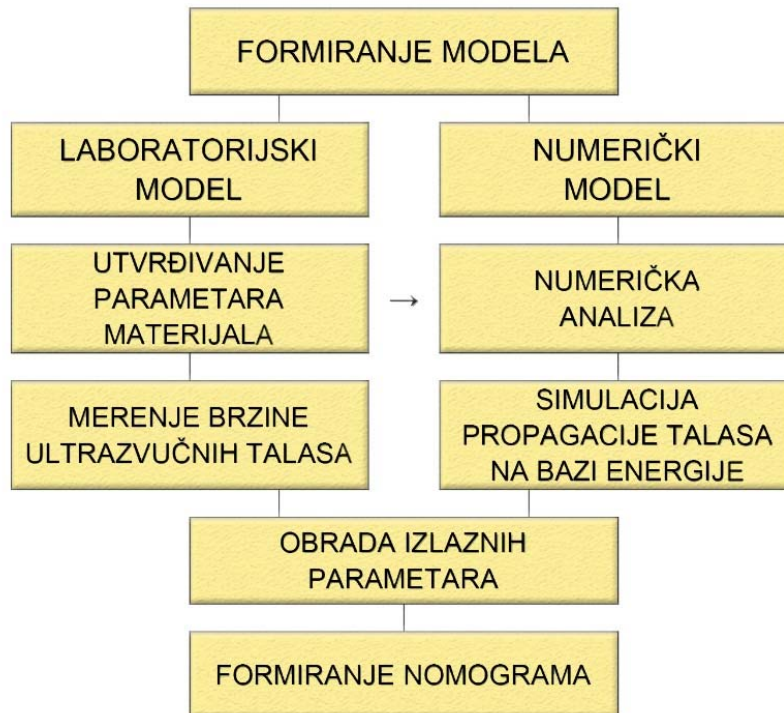 FORMIRANJE MODELA
LABORATORIJSKI
MODEL
NUMERIČKI
MODEL
UTVRĐIVANJE
PARAMETARA
MATERIJALA
→
NUMERIČKA
ANALIZA
MERENJE BRZINE
ULTRAZVUČNIH TALASA
SIMULACIJA
PROPAGACIJE TALASA
NA BAZI ENERGIJE
OBRADA IZLAZNIH
PARAMETARA
FORMIRANJE NOMOGRAMA